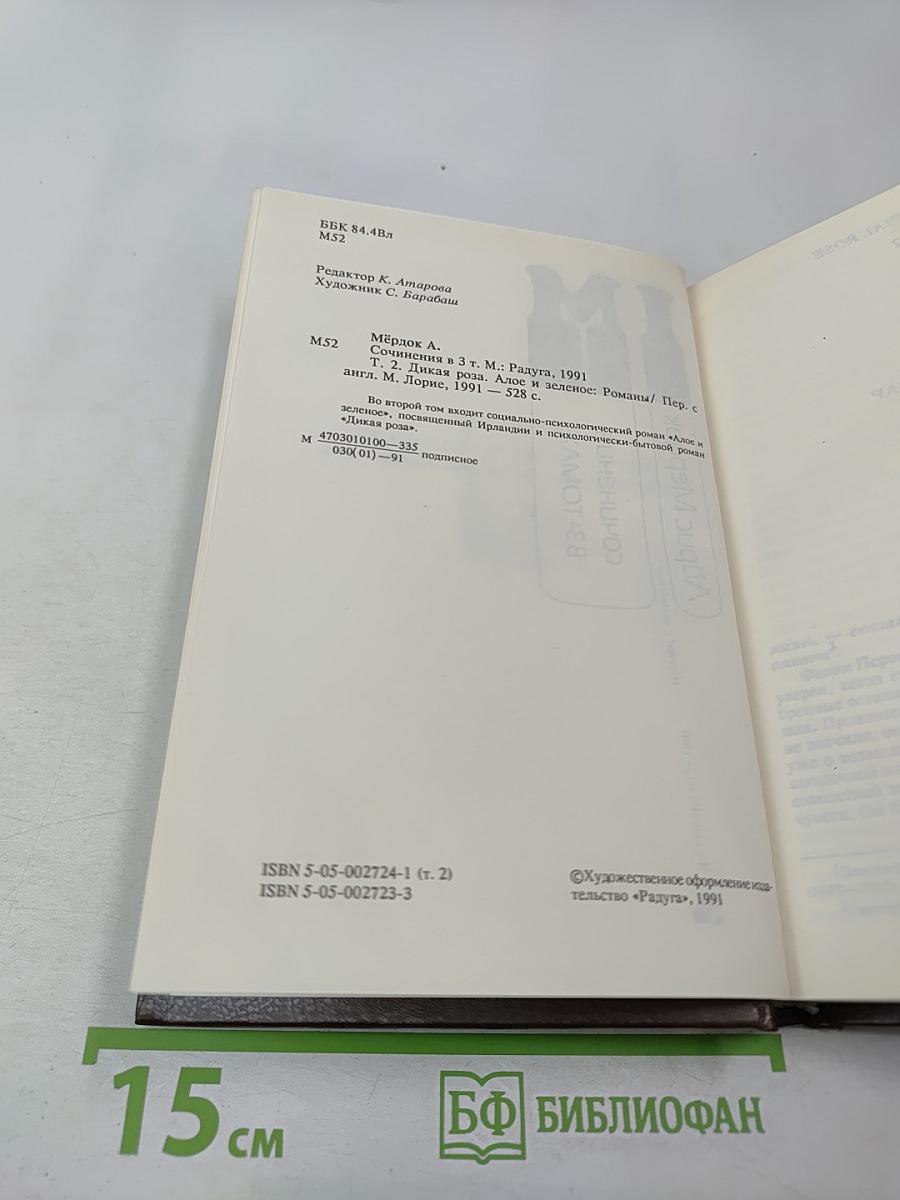 ББК 84.4Вл
М52
Редактор К. Атарова
Художник С. Барабаш
М52
Мёрдок А.
Сочинения в 3 т. М.: Радуга, 1991
Т. 2. Дикая роза. Алое и зеленое: Романы/ Пер. с
англ. М. Лорие, 1991 — 528 с.
Во второй том входит социально-психологический роман «Алое и
зеленое», посвященный Ирландии и психологически-бытовой роман
«Дикая роза».
М 4703010100—335
030(01)—91 подписное
ISBN 5-05-002724-1 (т. 2)
ISBN 5-05-002723-3
©Художественное оформление изда-
тельство «Радуга», 1991
15 см
БФ БИБЛИОФАН